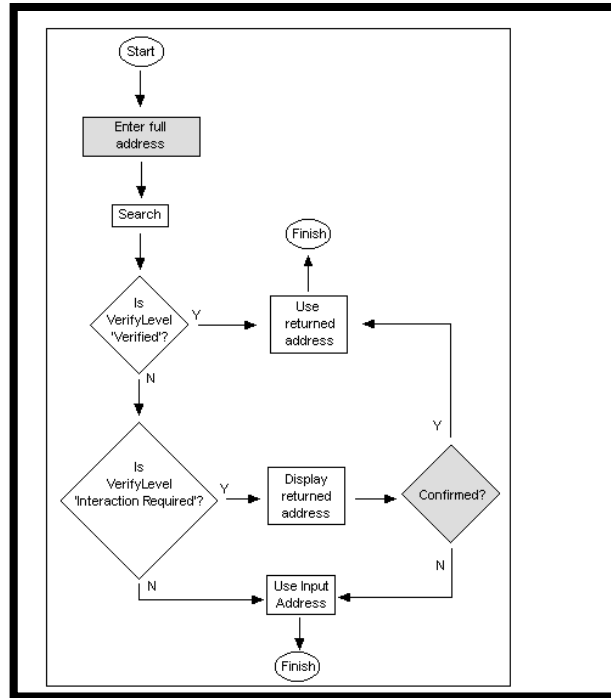 Start
Enter full
address
Search
Finish
Is
VerifyLevel
'Verified'?
Y
Use
returned
address
N
Y
Is
VerifyLevel
'Interaction Required'?
Y
Display
returned
address
Confirmed?
N
N
Use Input
Address
Finish